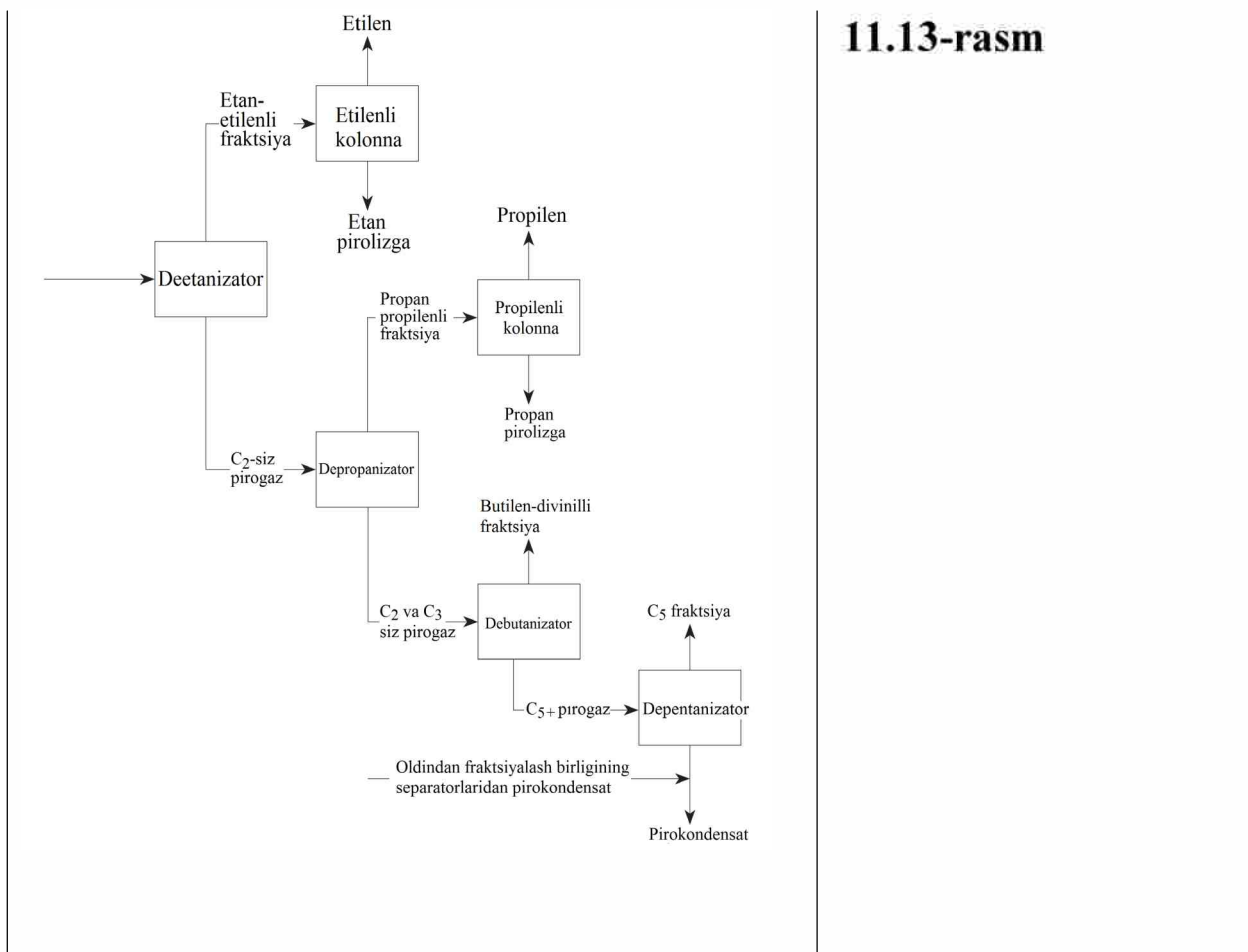 Etilen
Etan-
etilenli
fraktsiya
Etilenli
kolonna
Etan
pirolizga
Deetanizator
Propilen
Propan
propilenli
fraktsiya
Propilenli
kolonna
Propan
pirolizga
C2-siz
pirogaz
Depropanizator
Butilen-divinilli
fraktsiya
C2 va C3
siz pirogaz
Debutanizator
C5 fraktsiya
C5+ pirogaz
Depentanizator
Oldindan fraktsiyalash birligining
separatorlaridan pirokondensat
Pirokondensat
11.13-rasm